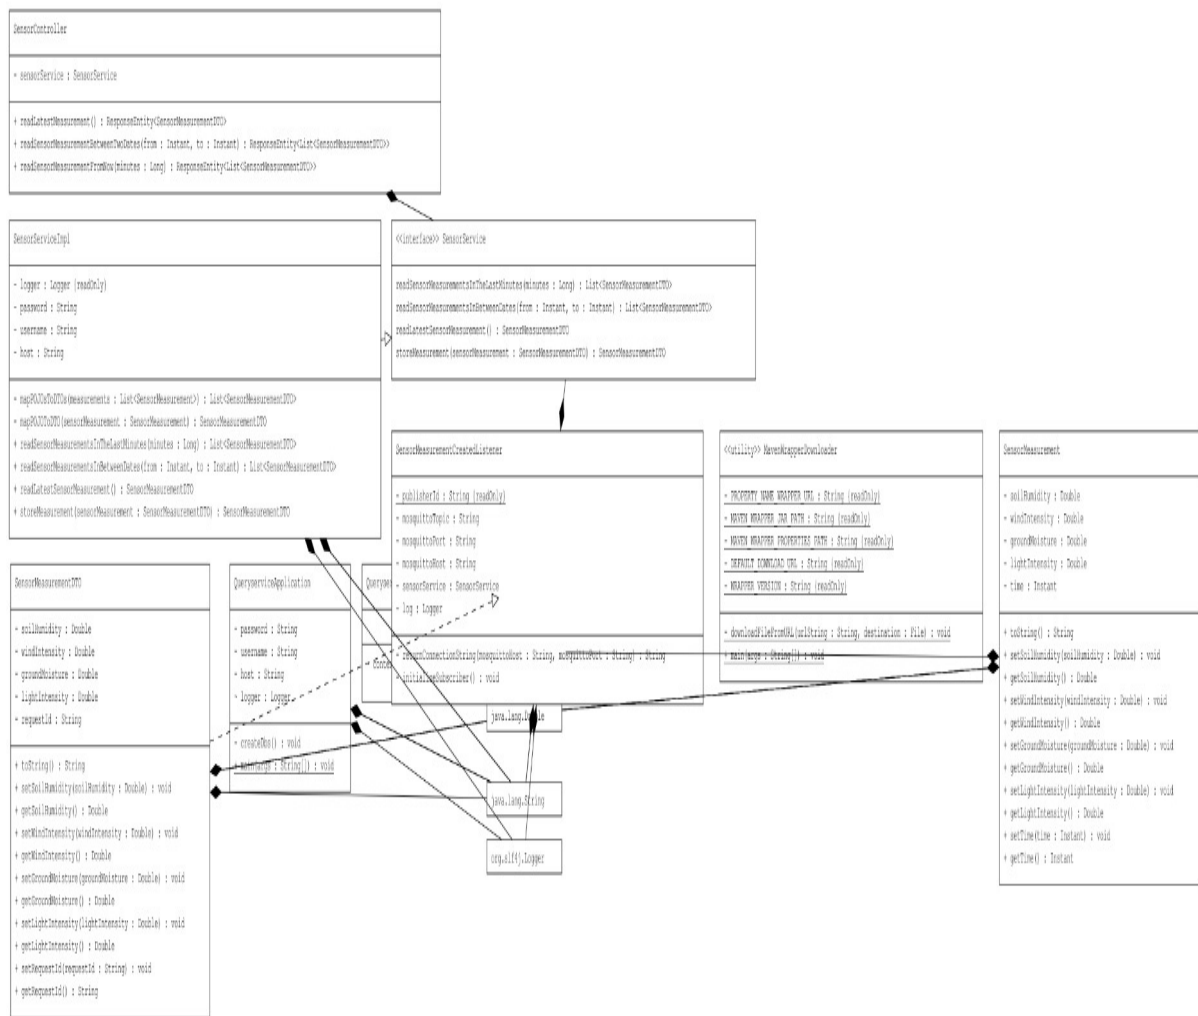 SensorController
- sensorService : SensorService
+ readLatestMeasurement() : ResponseEntity<SensorMeasurementDTO>
+ readSensorMeasurementBetweenTwoDates(from : Instant, to : Instant) : ResponseEntity<List<SensorMeasurementDTO>>
+ readSensorMeasurementFromNow(minutes : Long) : ResponseEntity<List<SensorMeasurementDTO>>
SensorServiceImpl
- logger : Logger {readOnly}
- password : String
- username : String
- host : String
- mapPOJOsToDTOs(measurements : List<SensorMeasurement>) : List<SensorMeasurementDTO>
- mapPOJOToDTO(sensorMeasurement : SensorMeasurement) : SensorMeasurementDTO
+ readSensorMeasurementsInTheLastMinutes(minutes : Long) : List<SensorMeasurementDTO>
+ readSensorMeasurementsInBetweenDates(from : Instant, to : Instant) : List<SensorMeasurementDTO>
+ readLatestSensorMeasurement() : SensorMeasurementDTO
+ storeMeasurement(sensorMeasurement : SensorMeasurementDTO) : SensorMeasurementDTO
<<interface>> SensorService
readSensorMeasurementsInTheLastMinutes(minutes : Long) : List<SensorMeasurementDTO>
readSensorMeasurementsInBetweenDates(from : Instant, to : Instant) : List<SensorMeasurementDTO>
readLatestSensorMeasurement() : SensorMeasurementDTO
storeMeasurement(sensorMeasurement : SensorMeasurementDTO) : SensorMeasurementDTO
SensorMeasurementCreatedListener
- publisherId : String {readOnly}
- mosquittoTopic : String
- mosquittoPort : String
- mosquittoHost : String
- sensorService : SensorService
- log : Logger
- returnConnectionString(mosquittoHost : String, mosquittoPort : String) : String
+ initializeSubscriber() : void
<<utility>> MavenWrapperDownloader
- PROPERTY_NAME_WRAPPER_URL : String {readOnly}
- MAVEN_WRAPPER_JAR_PATH : String {readOnly}
- MAVEN_WRAPPER_PROPERTIES_PATH : String {readOnly}
- DEFAULT_DOWNLOAD_URL : String {readOnly}
- WRAPPER_VERSION : String {readOnly}
- downloadFileFromURL(urlString : String, destination : File) : void
+ main(args : String[]) : void
SensorMeasurement
- soilHumidity : Double
- windIntensity : Double
- groundMoisture : Double
- lightIntensity : Double
- time : Instant
+ toString() : String
+ setSoilHumidity(soilHumidity : Double) : void
+ getSoilHumidity() : Double
+ setWindIntensity(windIntensity : Double) : void
+ getWindIntensity() : Double
+ setGroundMoisture(groundMoisture : Double) : void
+ getGroundMoisture() : Double
+ setLightIntensity(lightIntensity : Double) : void
+ getLightIntensity() : Double
+ setTime(time : Instant) : void
+ getTime() : Instant
SensorMeasurementDTO
- soilHumidity : Double
- windIntensity : Double
- groundMoisture : Double
- lightIntensity : Double
- requestId : String
+ toString() : String
+ setSoilHumidity(soilHumidity : Double) : void
+ getSoilHumidity() : Double
+ setWindIntensity(windIntensity : Double) : void
+ getWindIntensity() : Double
+ setGroundMoisture(groundMoisture : Double) : void
+ getGroundMoisture() : Double
+ setLightIntensity(lightIntensity : Double) : void
+ getLightIntensity() : Double
+ setRequestId(requestId : String) : void
+ getRequestId() : String
QueryserviceApplication
- password : String
- username : String
- host : String
- logger : Logger
- createDbs() : void
+ main(args : String[]) : void
java.lang.Double
java.lang.String
org.slf4j.Logger